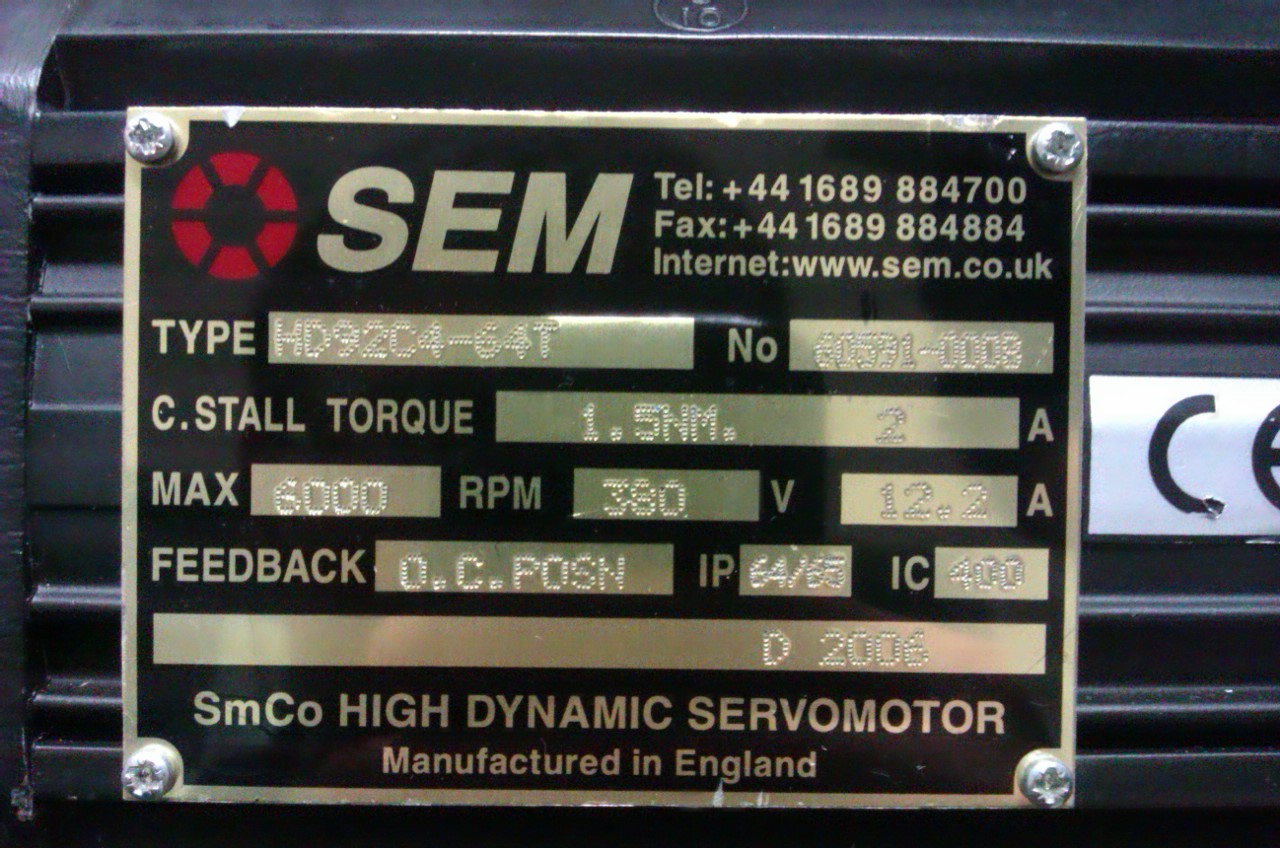 SEM
Tel: +44 1689 884700
Fax: +44 1689 884884
Internet:www.sem.co.uk
TYPE HD92C4-64T No 60591-0008
C.STALL TORQUE 1.5NM. 2 A
MAX 6000 RPM 380 V 12.2 A
FEEDBACK O.C.POSN IP 64/65 IC 400
D 2006
SmCo HIGH DYNAMIC SERVOMOTOR
Manufactured in England
CE